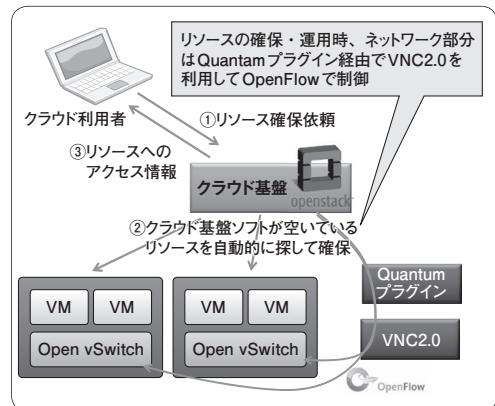 リソースの確保・運用時、ネットワーク部分
はQuantamプラグイン経由でVNC2.0を
利用してOpenFlowで制御
クラウド利用者
①リソース確保依頼
③リソースへの
アクセス情報
クラウド基盤
openstack
②クラウド基盤ソフトが空いている
リソースを自動的に探して確保
VM
VM
Open vSwitch
VM
VM
Open vSwitch
Quantum
プラグイン
VNC2.0
OpenFlow